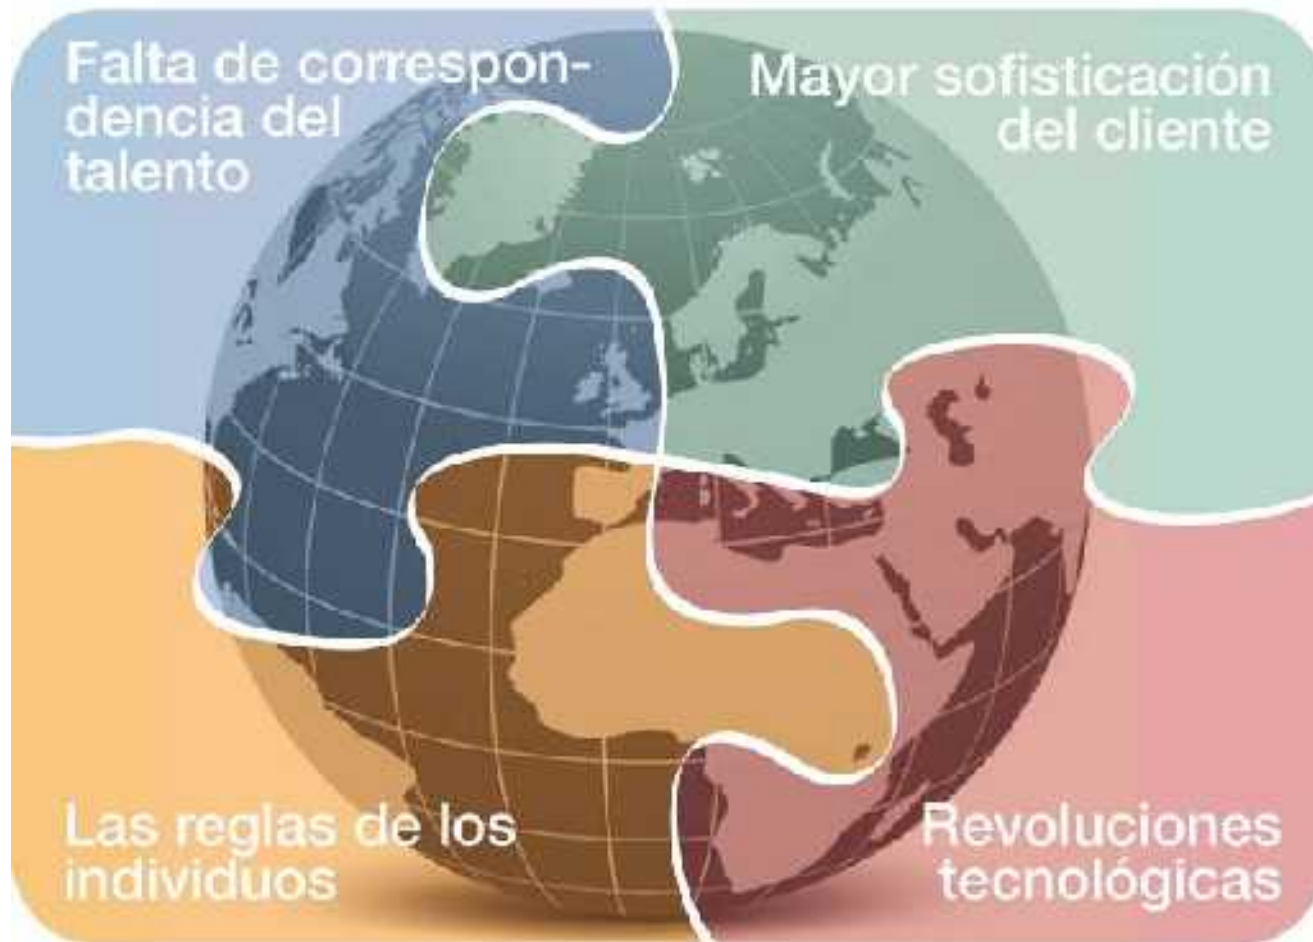 Falta de correspon-
dencia del
talento
Mayor sofisticación
del cliente
Las reglas de los
individuos
Revoluciones
tecnológicas